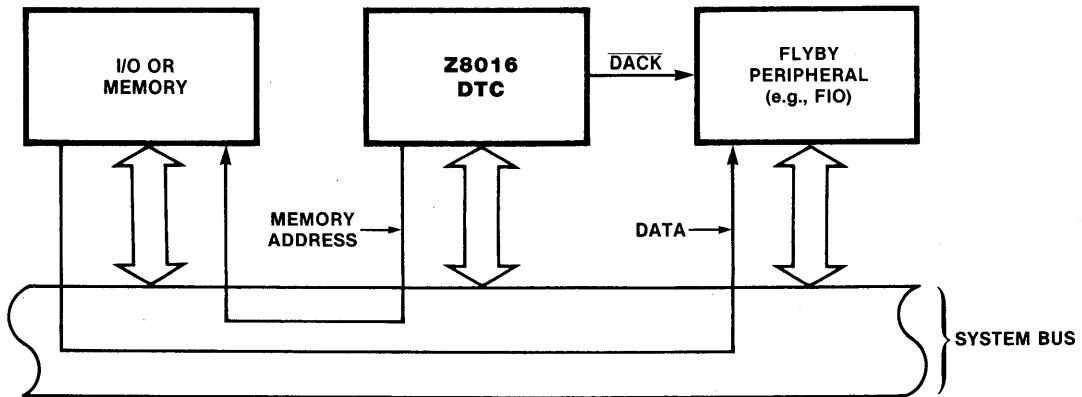 I/O OR
MEMORY
Z8016
DTC
DACK
FLYBY
PERIPHERAL
(e.g., FIO)
MEMORY
ADDRESS
DATA
SYSTEM BUS